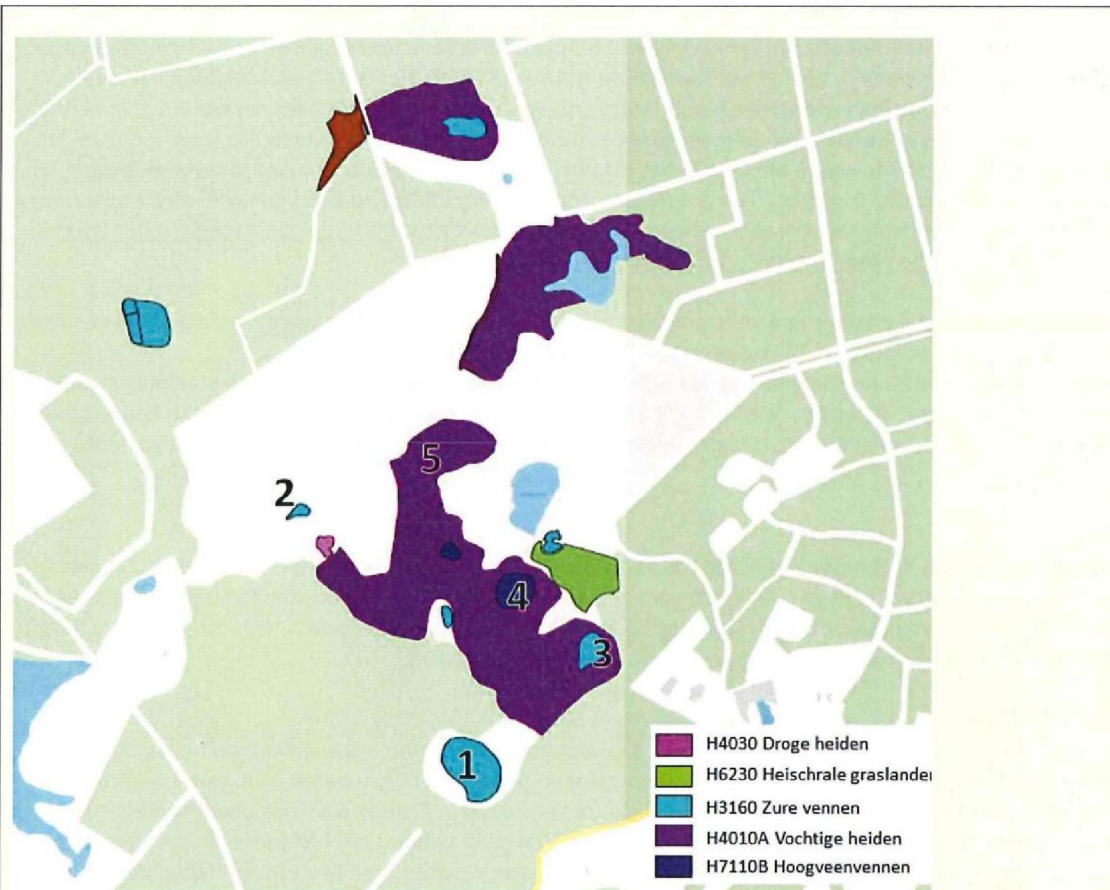 5
2
4
3
1
H4030 Droge heiden
H6230 Heischrale graslanden
H3160 Zure vennen
H4010A Vochtige heiden
H7110B Hoogveenvennen